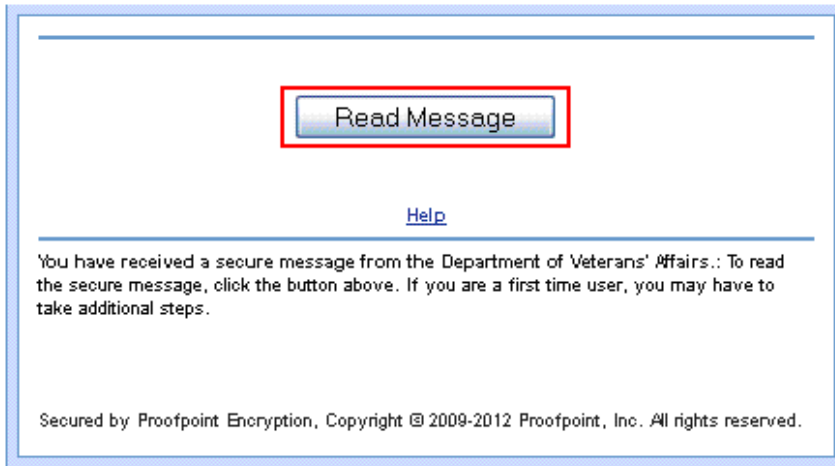 Read Message
Help
You have received a secure message from the Department of Veterans' Affairs.: To read
the secure message, click the button above. If you are a first time user, you may have to
take additional steps.
Secured by Proofpoint Encryption, Copyright © 2009-2012 Proofpoint, Inc. All rights reserved.